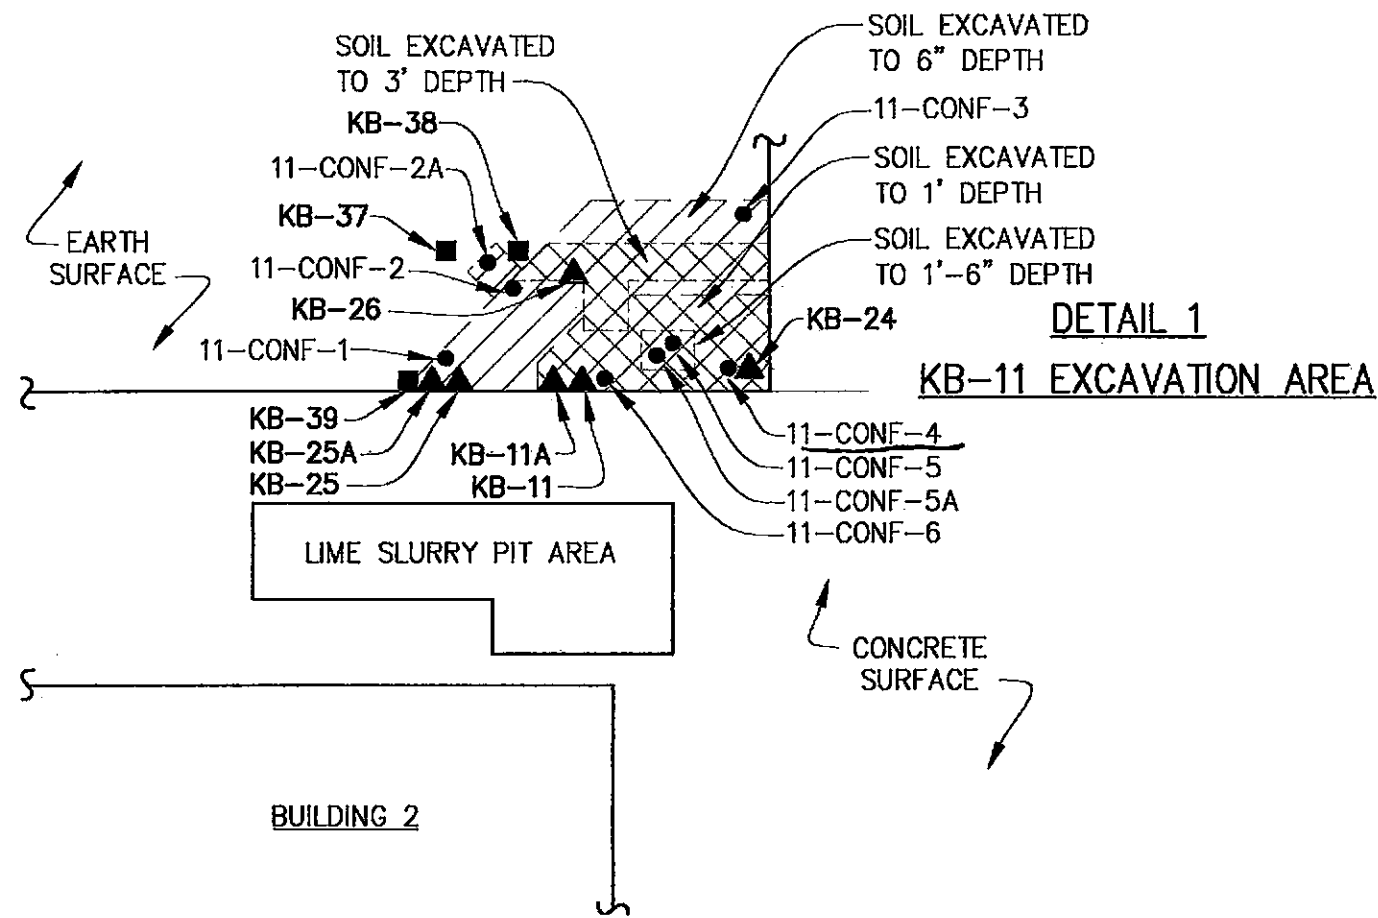 SOIL EXCAVATED
TO 3' DEPTH
KB-38
11-CONF-2A
KB-37
EARTH
SURFACE
11-CONF-2
KB-26
11-CONF-1
KB-39
KB-25A
KB-25
KB-11A
KB-11
SOIL EXCAVATED
TO 6" DEPTH
11-CONF-3
SOIL EXCAVATED
TO 1' DEPTH
SOIL EXCAVATED
TO 1'-6" DEPTH
KB-24
11-CONF-4
11-CONF-5
11-CONF-5A
11-CONF-6
DETAIL 1
KB-11 EXCAVATION AREA
LIME SLURRY PIT AREA
CONCRETE
SURFACE
BUILDING 2